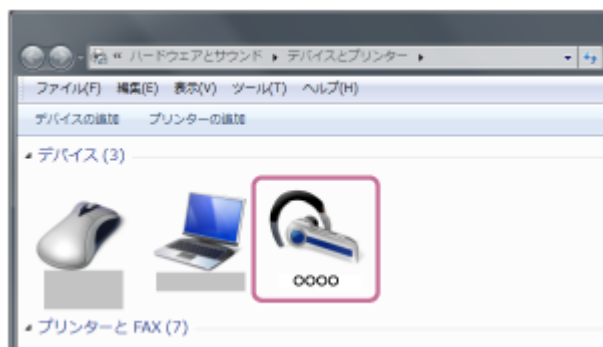 « ハードウェアとサウンド ▸ デバイスとプリンター ▸
ファイル(F) 編集(E) 表示(V) ツール(T) ヘルプ(H)
デバイスの追加 プリンターの追加
デバイス (3)
○○○○
プリンターと FAX (7)